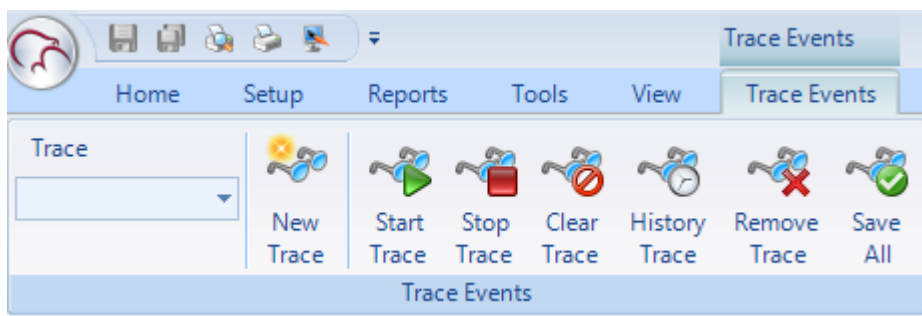 Trace Events
Home Setup Reports Tools View Trace Events
Trace
New Trace
Start Trace
Stop Trace
Clear Trace
History Trace
Remove Trace
Save All
Trace Events